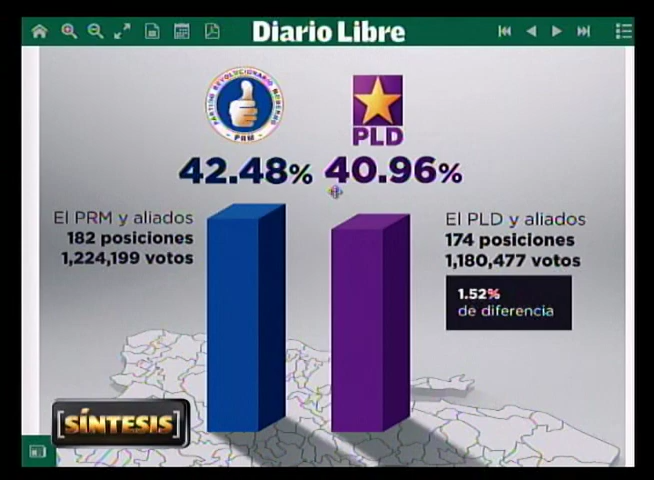 Diario Libre
PARTIDO REVOLUCIONARIO MODERNO
PRM
PLD
42.48% 40.96%
El PRM y aliados
182 posiciones
1,224,199 votos
El PLD y aliados
174 posiciones
1,180,477 votos
1.52%
de diferencia
[SÍNTESIS]